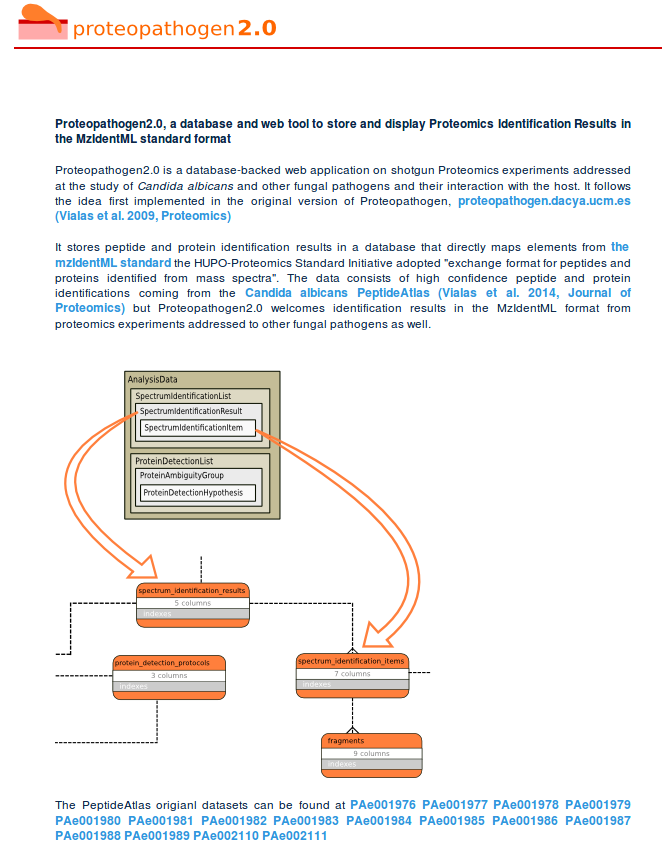 proteopathogen2.0
Proteopathogen2.0, a database and web tool to store and display Proteomics Identification Results in
the MzIdentML standard format
Proteopathogen2.0 is a database-backed web application on shotgun Proteomics experiments addressed
at the study of Candida albicans and other fungal pathogens and their interaction with the host. It follows
the idea first implemented in the original version of Proteopathogen, proteopathogen.dacya.ucm.es
(Vialas et al. 2009, Proteomics)
It stores peptide and protein identification results in a database that directly maps elements from the
mzIdentML standard the HUPO-Proteomics Standard Initiative adopted "exchange format for peptides and
proteins identified from mass spectra". The data consists of high confidence peptide and protein
identifications coming from the Candida albicans PeptideAtlas (Vialas et al. 2014, Journal of
Proteomics) but Proteopathogen2.0 welcomes identification results in the MzIdentML format from
proteomics experiments addressed to other fungal pathogens as well.
AnalysisData
SpectrumIdentificationList
SpectrumIdentificationResult
SpectrumIdentificationItem
ProteinDetectionList
ProteinAmbiguityGroup
ProteinDetectionHypothesis
spectrum_identification_results
5 columns
indexes
protein_detection_protocols
3 columns
indexes
spectrum_identification_items
7 columns
indexes
fragments
9 columns
indexes
The PeptideAtlas origianl datasets can be found at PAe001976 PAe001977 PAe001978 PAe001979
PAe001980 PAe001981 PAe001982 PAe001983 PAe001984 PAe001985 PAe001986 PAe001987
PAe001988 PAe001989 PAe002110 PAe002111